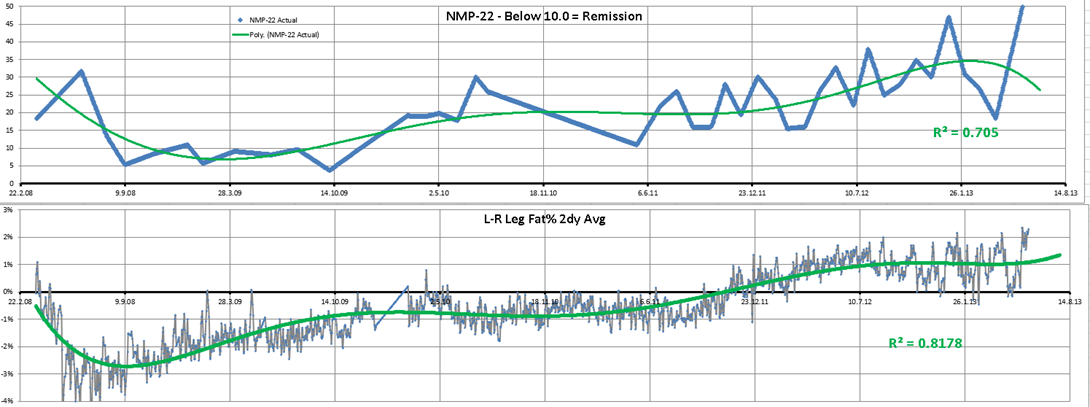 NMP-22 - Below 10.0 = Remission
NMP-22 Actual
Poly. (NMP-22 Actual)
50
45
40
35
30
25
20
15
10
5
0
R² = 0.705
22.2.08 9.9.08 28.3.09 14.10.09 2.5.10 18.11.10 6.6.11 23.12.11 10.7.12 26.1.13 14.8.13
L-R Leg Fat% 2dy Avg
3%
2%
1%
0%
22.2.08 9.9.08 28.3.09 14.10.09 18.11.10 6.6.11 23.12.11 10.7.12 26.1.13 14.8.13
-1%
-2%
-3%
-4%
R² = 0.8178